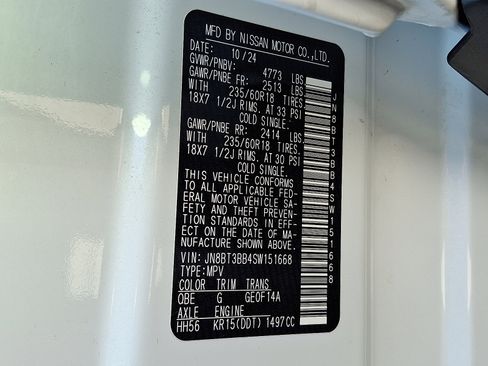 MFD BY NISSAN MOTOR CO.,LTD.
DATE: 10/24
GVWR/PNBV: 4773 LBS
GAWR/PNBE FR: 2513 LBS
WITH 235/60R18 TIRES.
18X7 1/2J RIMS. AT 33 PSI
COLD SINGLE.
GAWR/PNBE RR: 2414 LBS.
WITH 235/60R18 TIRES.
18X7 1/2J RIMS. AT 30 PSI
COLD SINGLE.
THIS VEHICLE CONFORMS
TO ALL APPLICABLE FED-
ERAL MOTOR VEHICLE SA-
FETY AND THEFT PREVEN-
TION STANDARDS IN EFF-
ECT ON THE DATE OF MA-
NUFACTURE SHOWN ABOVE.
VIN: JN8BT3BB4SW151668
TYPE: MPV
COLOR TRIM TRANS
QBE G GEOF14A
AXLE ENGINE
HH56 KR15(DDT) 1497CC
JN8BT3BB4SW151668